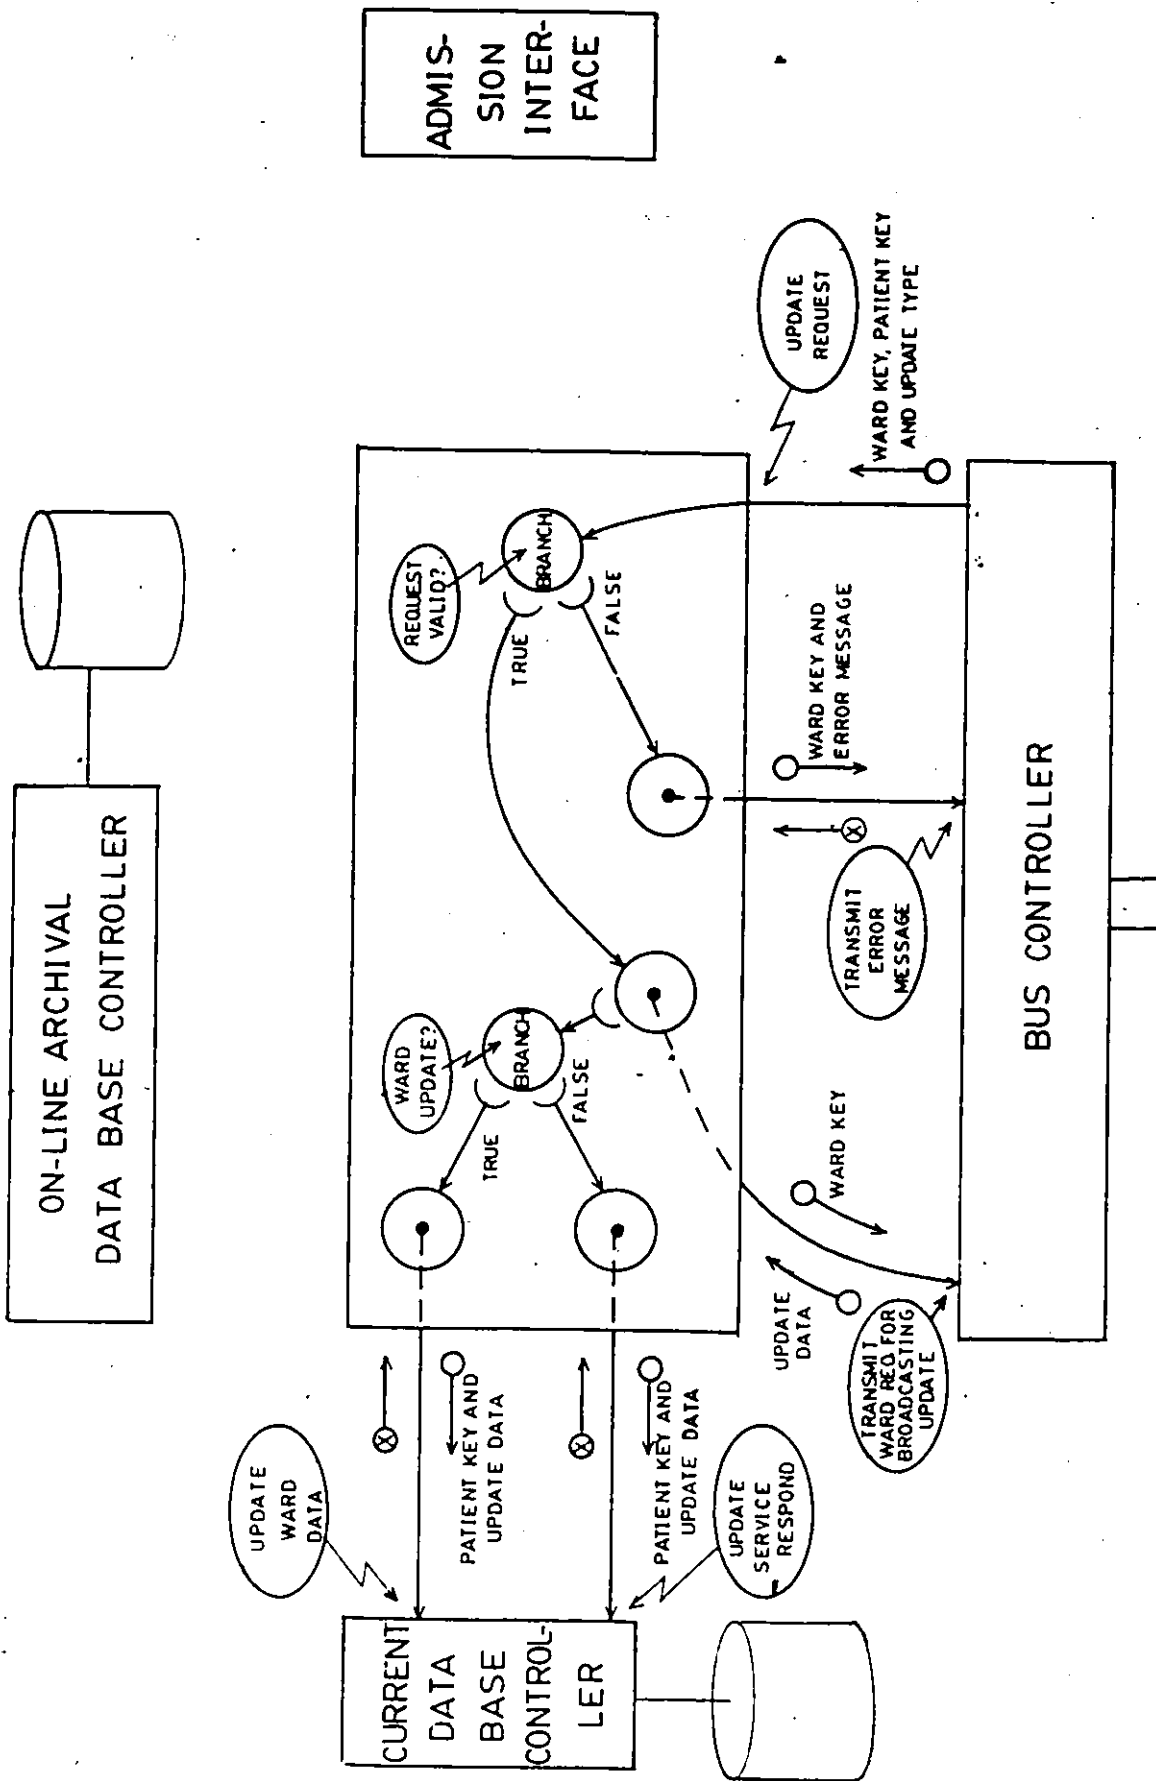 ON-LINE ARCHIVAL
DATA BASE CONTROLLER
ADMIS-
SION
INTER-
FACE
CURRENT
DATA
BASE
CONTROL-
LER
UPDATE
WARD
DATA
PATIENT KEY AND
UPDATE DATA
PATIENT KEY AND
UPDATE DATA
UPDATE
SERVICE
RESPOND
X
X
WARD
UPDATE?
BRANCH
TRUE
FALSE
REQUEST
VALID?
BRANCH
TRUE
FALSE
UPDATE
REQUEST
WARD KEY, PATIENT KEY
AND UPDATE TYPE
WARD KEY AND
ERROR MESSAGE
X
TRANSMIT
ERROR
MESSAGE
WARD KEY
UPDATE
DATA
TRANSMIT
WARD REQ FOR
BROADCASTING
UPDATE
BUS CONTROLLER